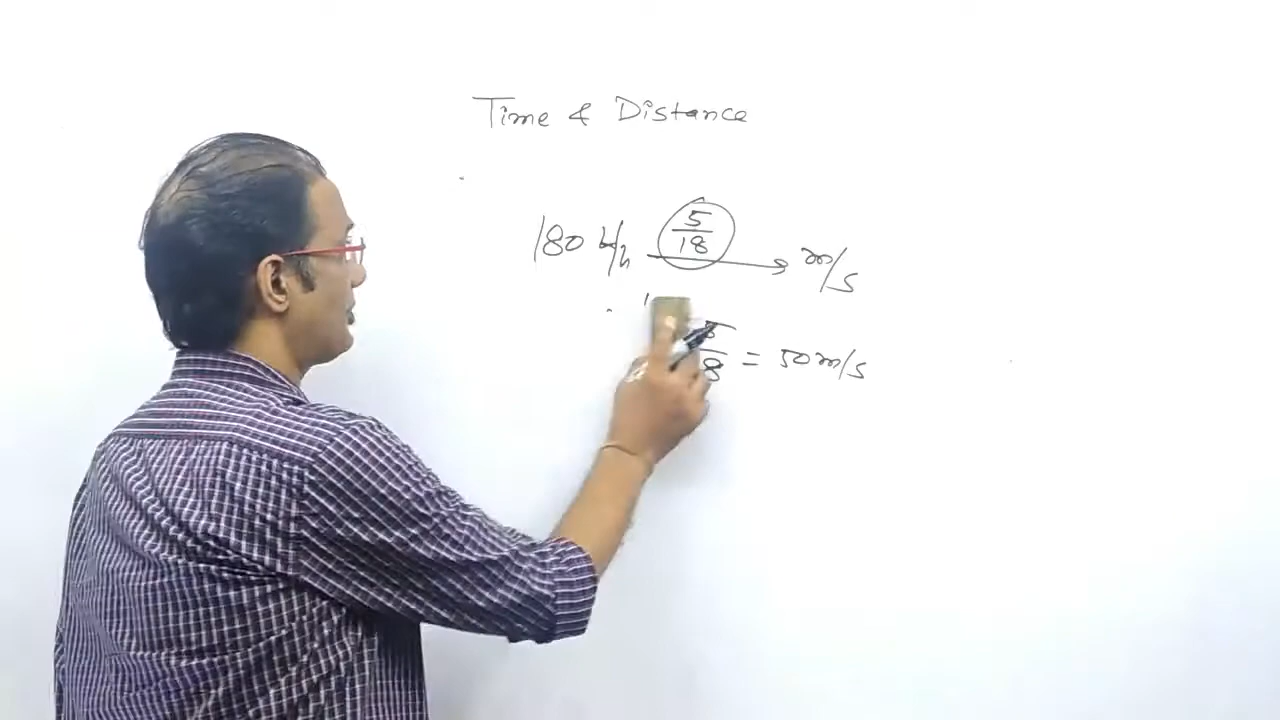 Time & Distance
180 k/h 5/18 → m/s
= 50 m/s